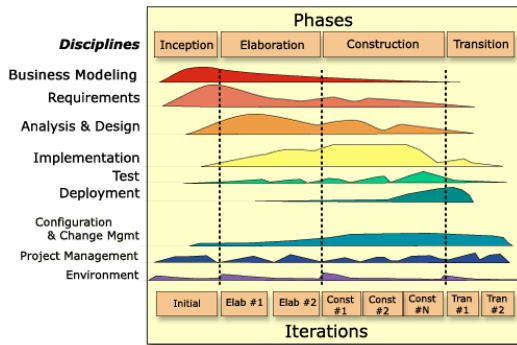 Phases
Disciplines
Inception
Elaboration
Construction
Transition
Business Modeling
Requirements
Analysis & Design
Implementation
Test
Deployment
Configuration
& Change Mgmt
Project Management
Environment
Initial
Elab #1
Elab #2
Const
#1
Const
#2
Const
#N
Tran
#1
Tran
#2
Iterations